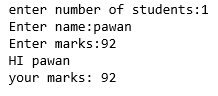 enter number of students:1
Enter name:pawan
Enter marks:92
HI pawan
your marks: 92